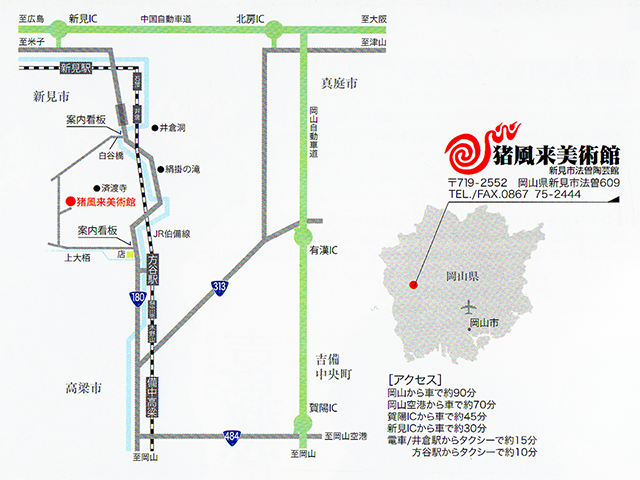 至広島
新見IC
中国自動車道
北房IC
至大阪
至米子
至津山
新見駅
新見市
真庭市
案内看板
井倉洞
岡山自動車道
白谷橋
絹掛の滝
済渡寺
猪風来美術館
案内看板
JR伯備線
上大椿
店
方谷駅
有漢IC
180
313
備中高梁
吉備
中央町
高梁市
賀陽IC
484
至岡山空港
至岡山
至岡山
猪風来美術館
新見市法曽陶芸館
〒719-2552 岡山県新見市法曽609
TEL./FAX.0867 75-2444
岡山県
岡山市
[アクセス]
岡山から車で約90分
岡山空港から車で約70分
賀陽ICから車で約45分
新見ICから車で約30分
電車/井倉駅からタクシーで約15分
方谷駅からタクシーで約10分